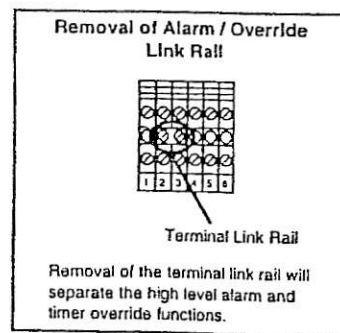 Removal of Alarm / Override
Link Rail
1 2 3 4 5 6
Terminal Link Rail
Removal of the terminal link rail will
separate the high level alarm and
timer override functions.